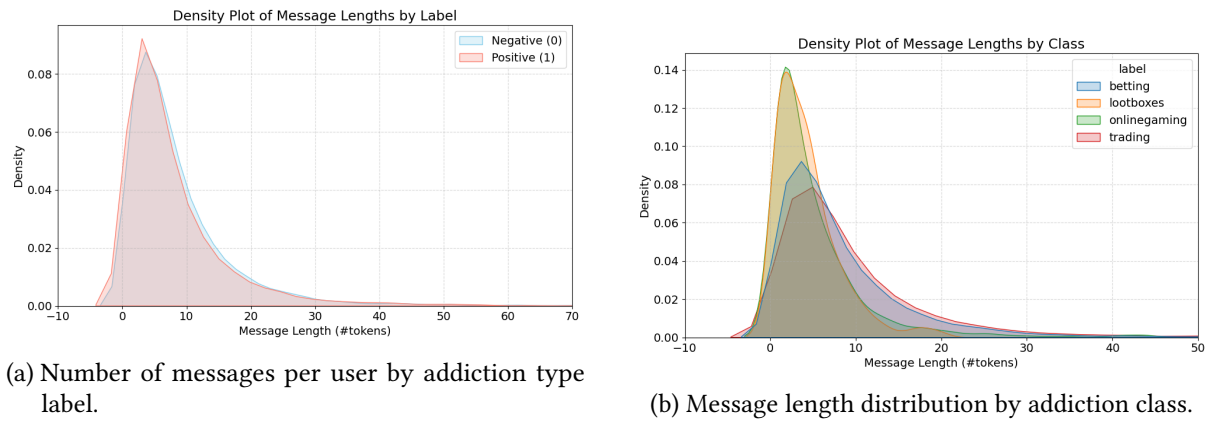 Density Plot of Message Lengths by Label
Negative (0)
Positive (1)
0.08
0.06
0.04
0.02
0.00
Density
−10 0 10 20 30 40 50 60 70
Message Length (#tokens)
(a) Number of messages per user by addiction type
label.
Density Plot of Message Lengths by Class
label
betting
lootboxes
onlinegaming
trading
0.14
0.12
0.10
0.08
0.06
0.04
0.02
0.00
Density
−10 0 10 20 30 40 50
Message Length (#tokens)
(b) Message length distribution by addiction class.